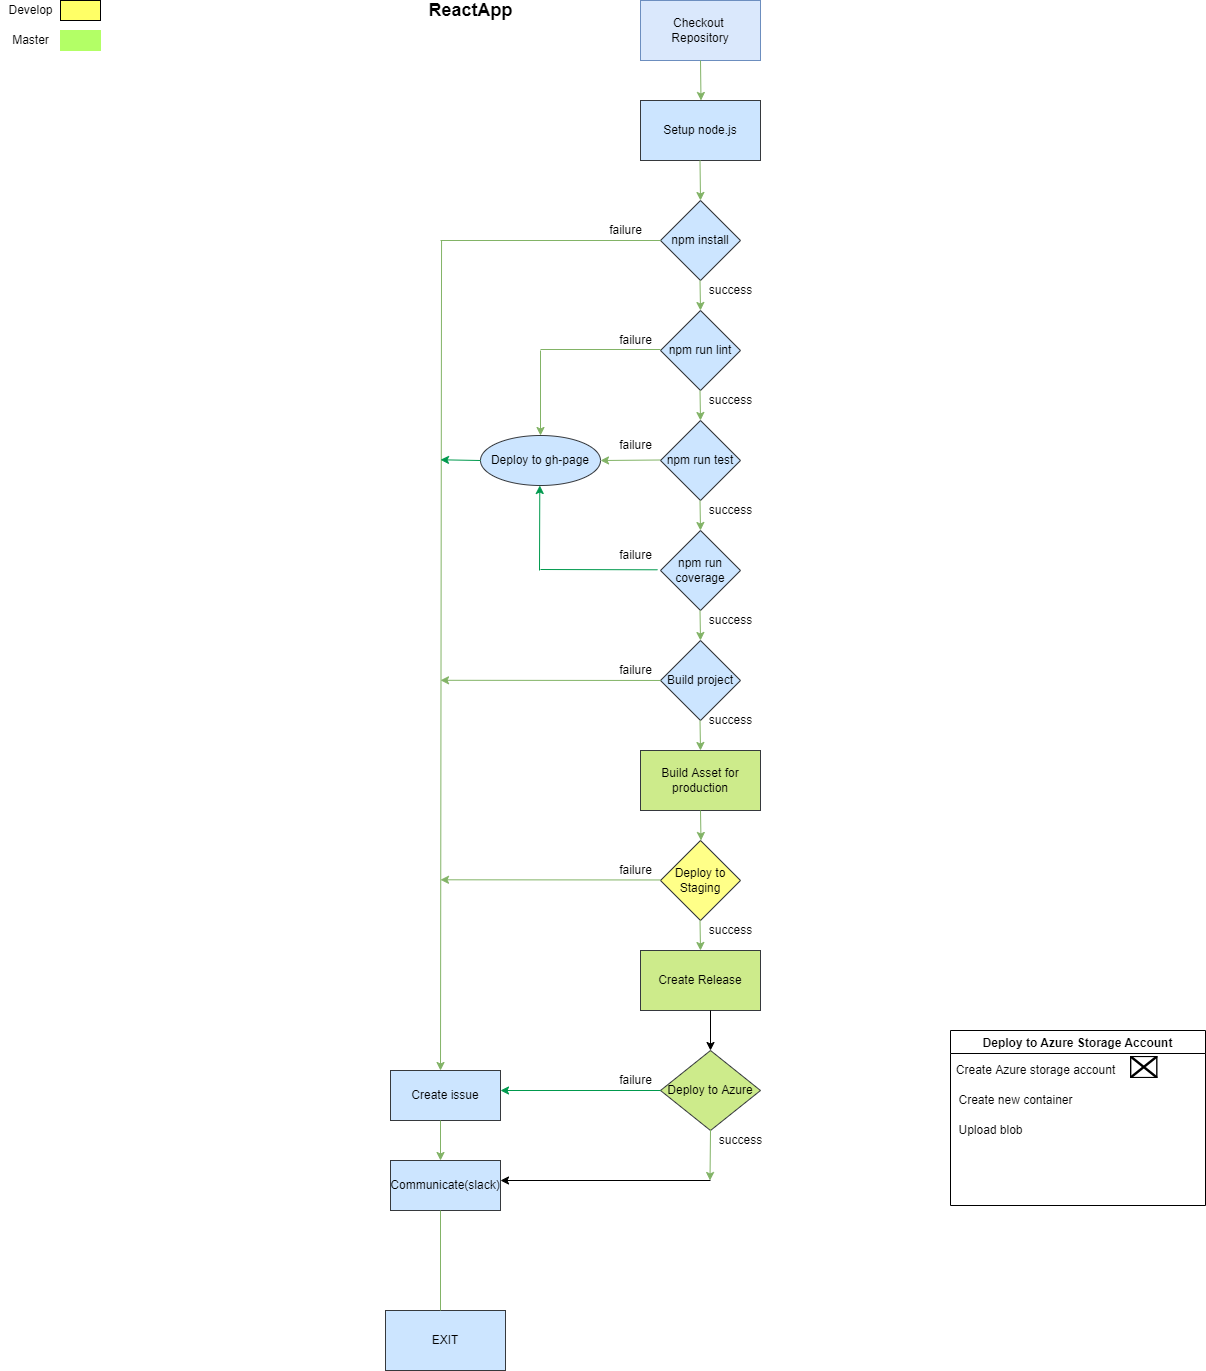 Develop
Master
ReactApp
Checkout
Repository
Setup node.js
failure
npm install
success
failure
npm run lint
success
failure
Deploy to gh-page
npm run test
success
failure
npm run
coverage
success
failure
Build project
success
Build Asset for
production
failure
Deploy to
Staging
success
Create Release
failure
Create issue
Deploy to Azure
success
Communicate(slack)
EXIT
Deploy to Azure Storage Account
Create Azure storage account
Create new container
Upload blob